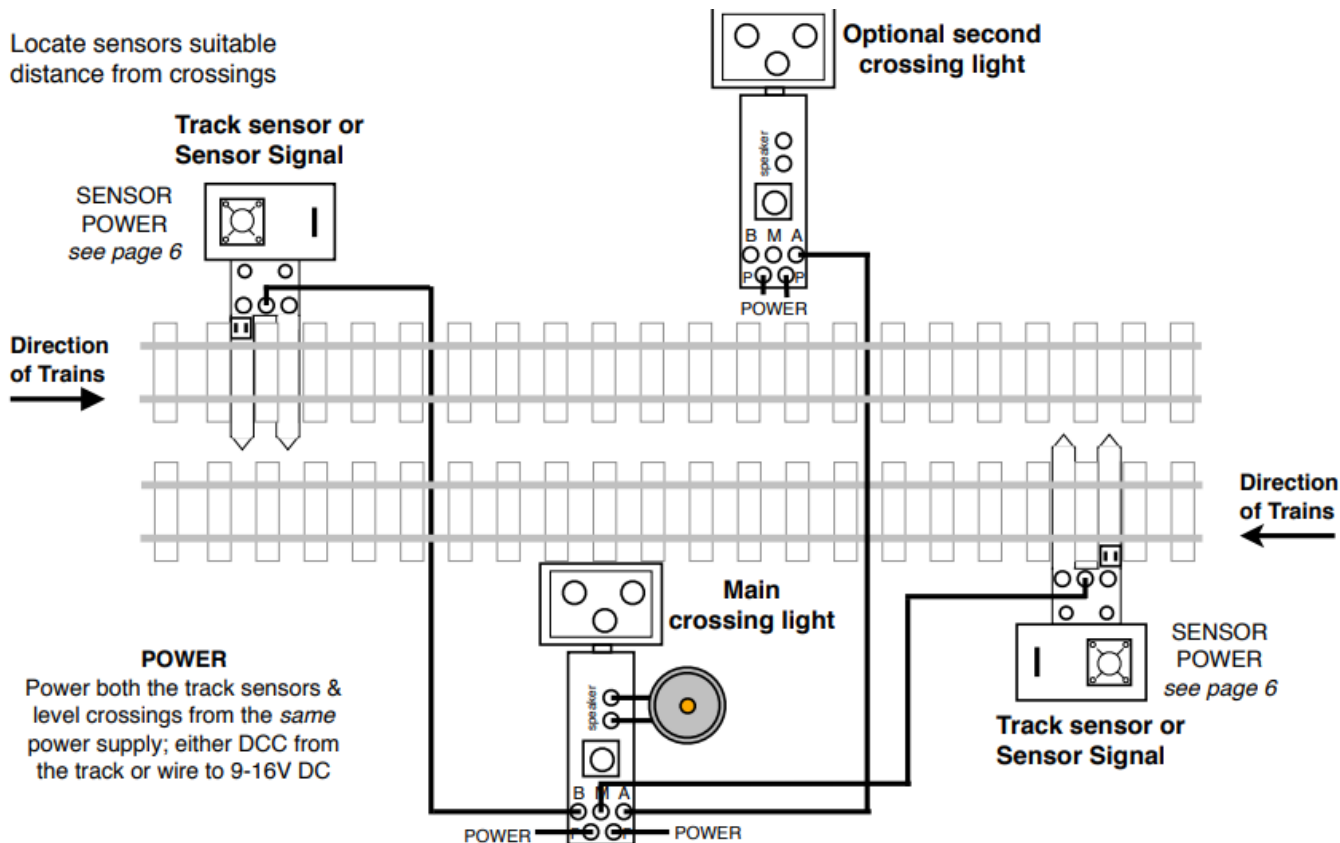 Locate sensors suitable
distance from crossings
Track sensor or
Sensor Signal
SENSOR
POWER
see page 6
Optional second
crossing light
speaker
B M A
P P
POWER
Direction
of Trains
Direction
of Trains
Main
crossing light
POWER
Power both the track sensors &
level crossings from the same
power supply; either DCC from
the track or wire to 9-16V DC
speaker
B M A
P P
POWER
POWER
SENSOR
POWER
see page 6
Track sensor or
Sensor Signal